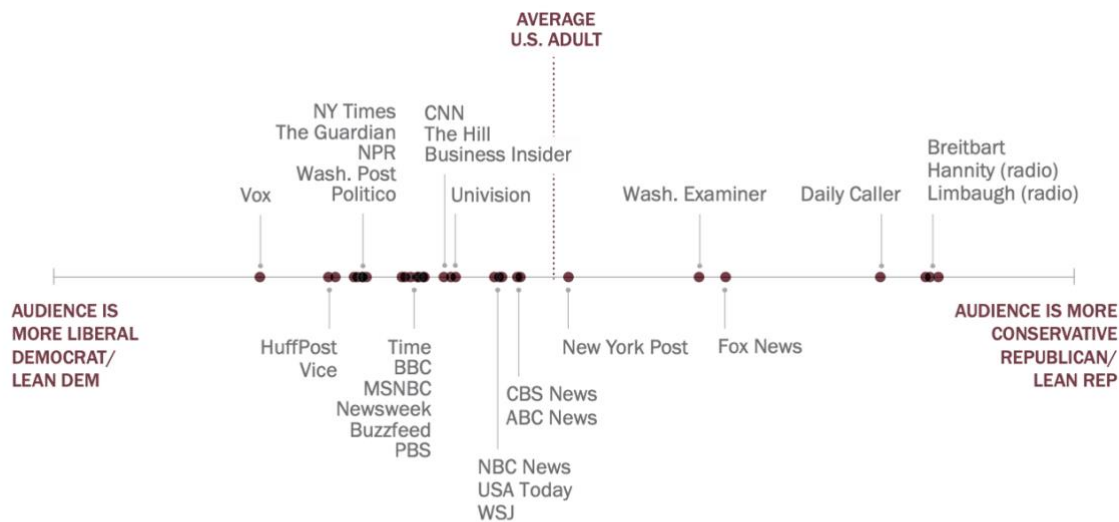 AVERAGE
U.S. ADULT
NY Times
The Guardian
NPR
Wash. Post
Politico
CNN
The Hill
Business Insider
Breitbart
Hannity (radio)
Limbaugh (radio)
Vox
Univision
Wash. Examiner
Daily Caller
AUDIENCE IS
MORE LIBERAL
DEMOCRAT/
LEAN DEM
AUDIENCE IS MORE
CONSERVATIVE
REPUBLICAN/
LEAN REP
HuffPost
Vice
Time
BBC
MSNBC
Newsweek
Buzzfeed
PBS
New York Post
Fox News
CBS News
ABC News
NBC News
USA Today
WSJ